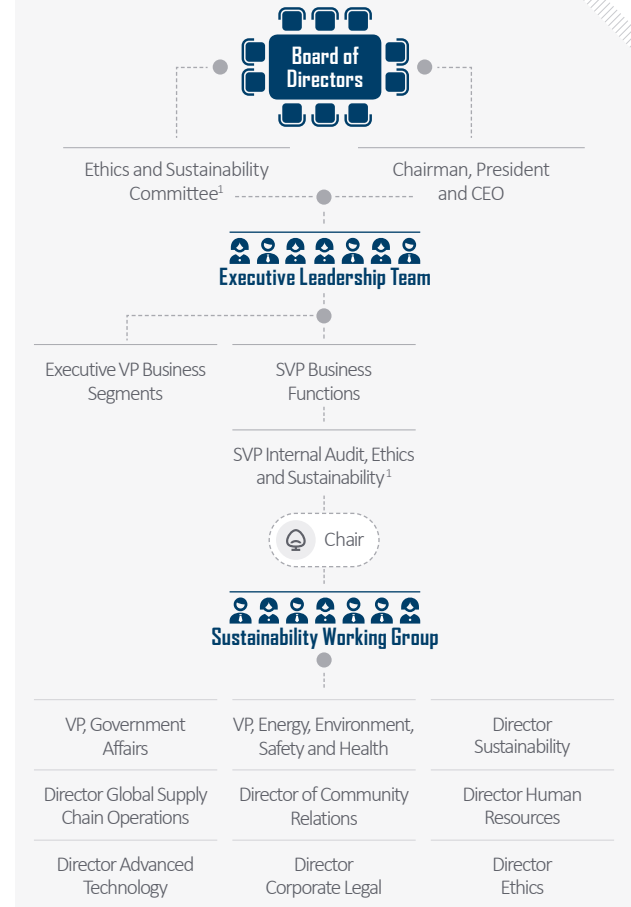 Board of
Directors
Ethics and Sustainability
Committee1
Chairman, President
and CEO
Executive Leadership Team
Executive VP Business
Segments
SVP Business
Functions
SVP Internal Audit, Ethics
and Sustainability1
Chair
Sustainability Working Group
VP, Government
Affairs
VP, Energy, Environment,
Safety and Health
Director
Sustainability
Director Global Supply
Chain Operations
Director of Community
Relations
Director Human
Resources
Director Advanced
Technology
Director
Corporate Legal
Director
Ethics